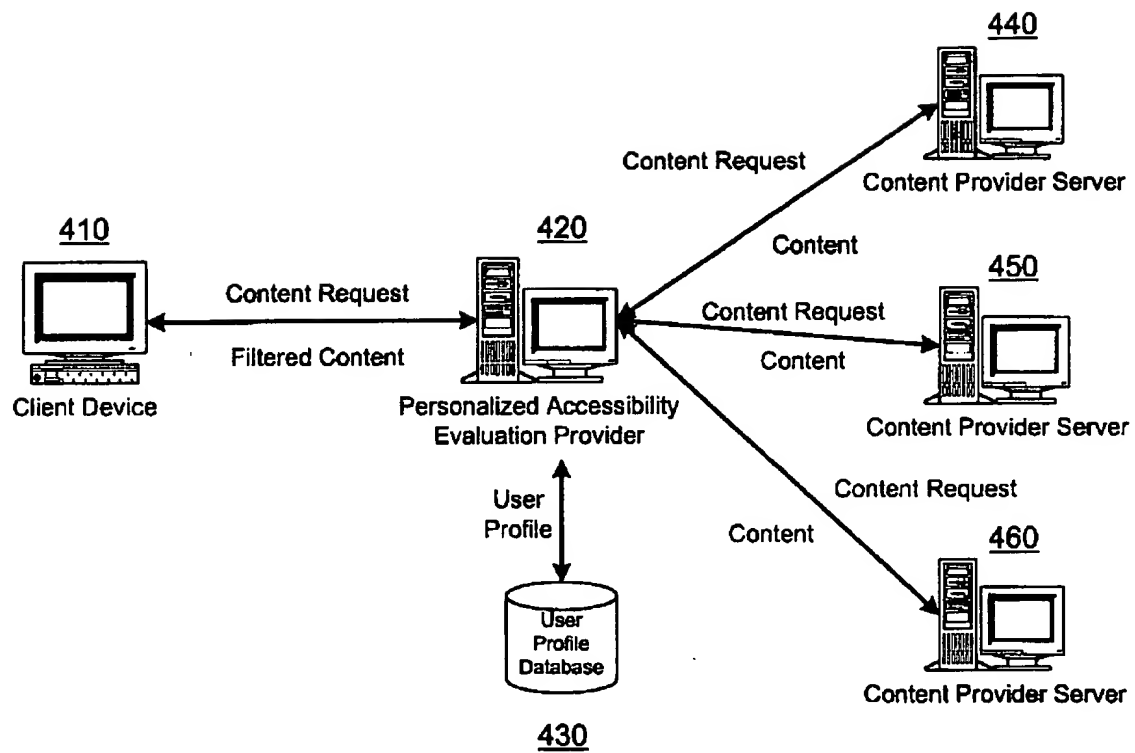 440
Content Request
Content Provider Server
410
420
Content
450
Content Request
Content Request
Filtered Content
Content
Client Device
Personalized Accessibility
Evaluation Provider
Content Provider Server
User
Profile
Content Request
Content
460
User
Profile
Database
Content Provider Server
430